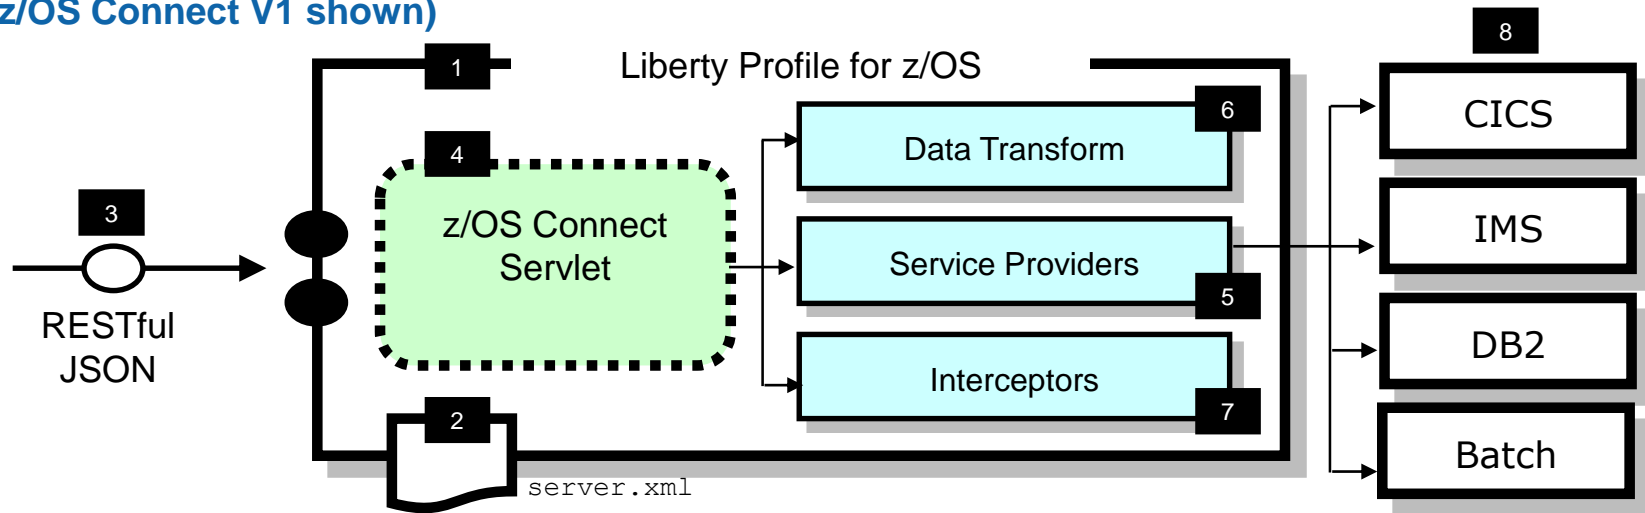 z/OS Connect V1 shown)
8
1
Liberty Profile for z/OS
6
CICS
4
Data Transform
3
z/OS Connect
Servlet
IMS
Service Providers
5
RESTful
JSON
DB2
Interceptors
7
2
Batch
server.xml